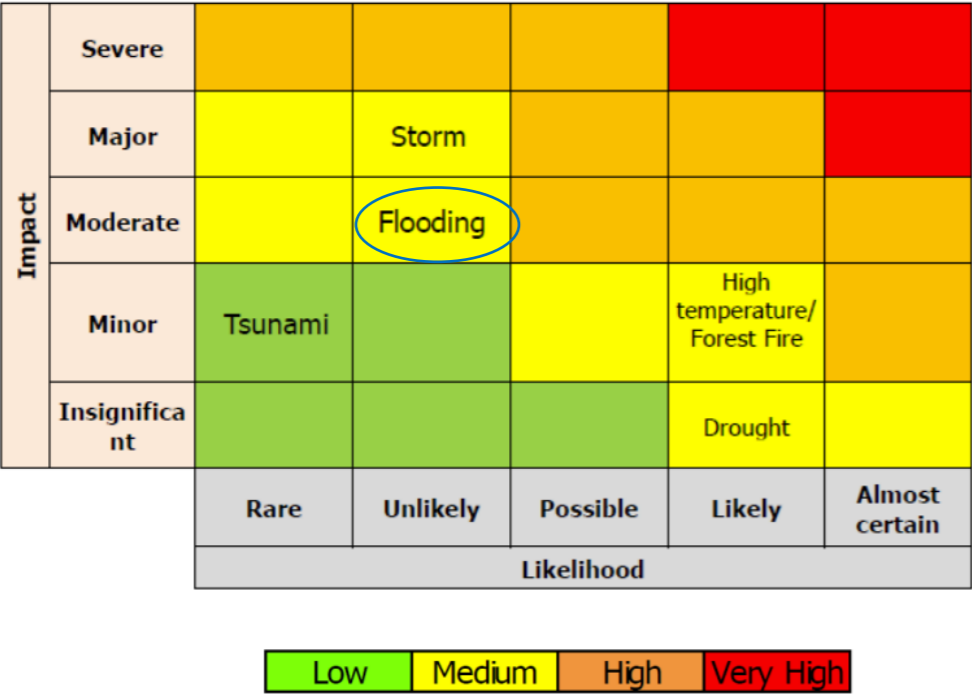 Impact
Severe
Major
Storm
Moderate
Flooding
Minor
Tsunami
High
temperature/
Forest Fire
Insignifica
nt
Drought
Rare
Unlikely
Possible
Likely
Almost
certain
Likelihood
Low
Medium
High
Very High